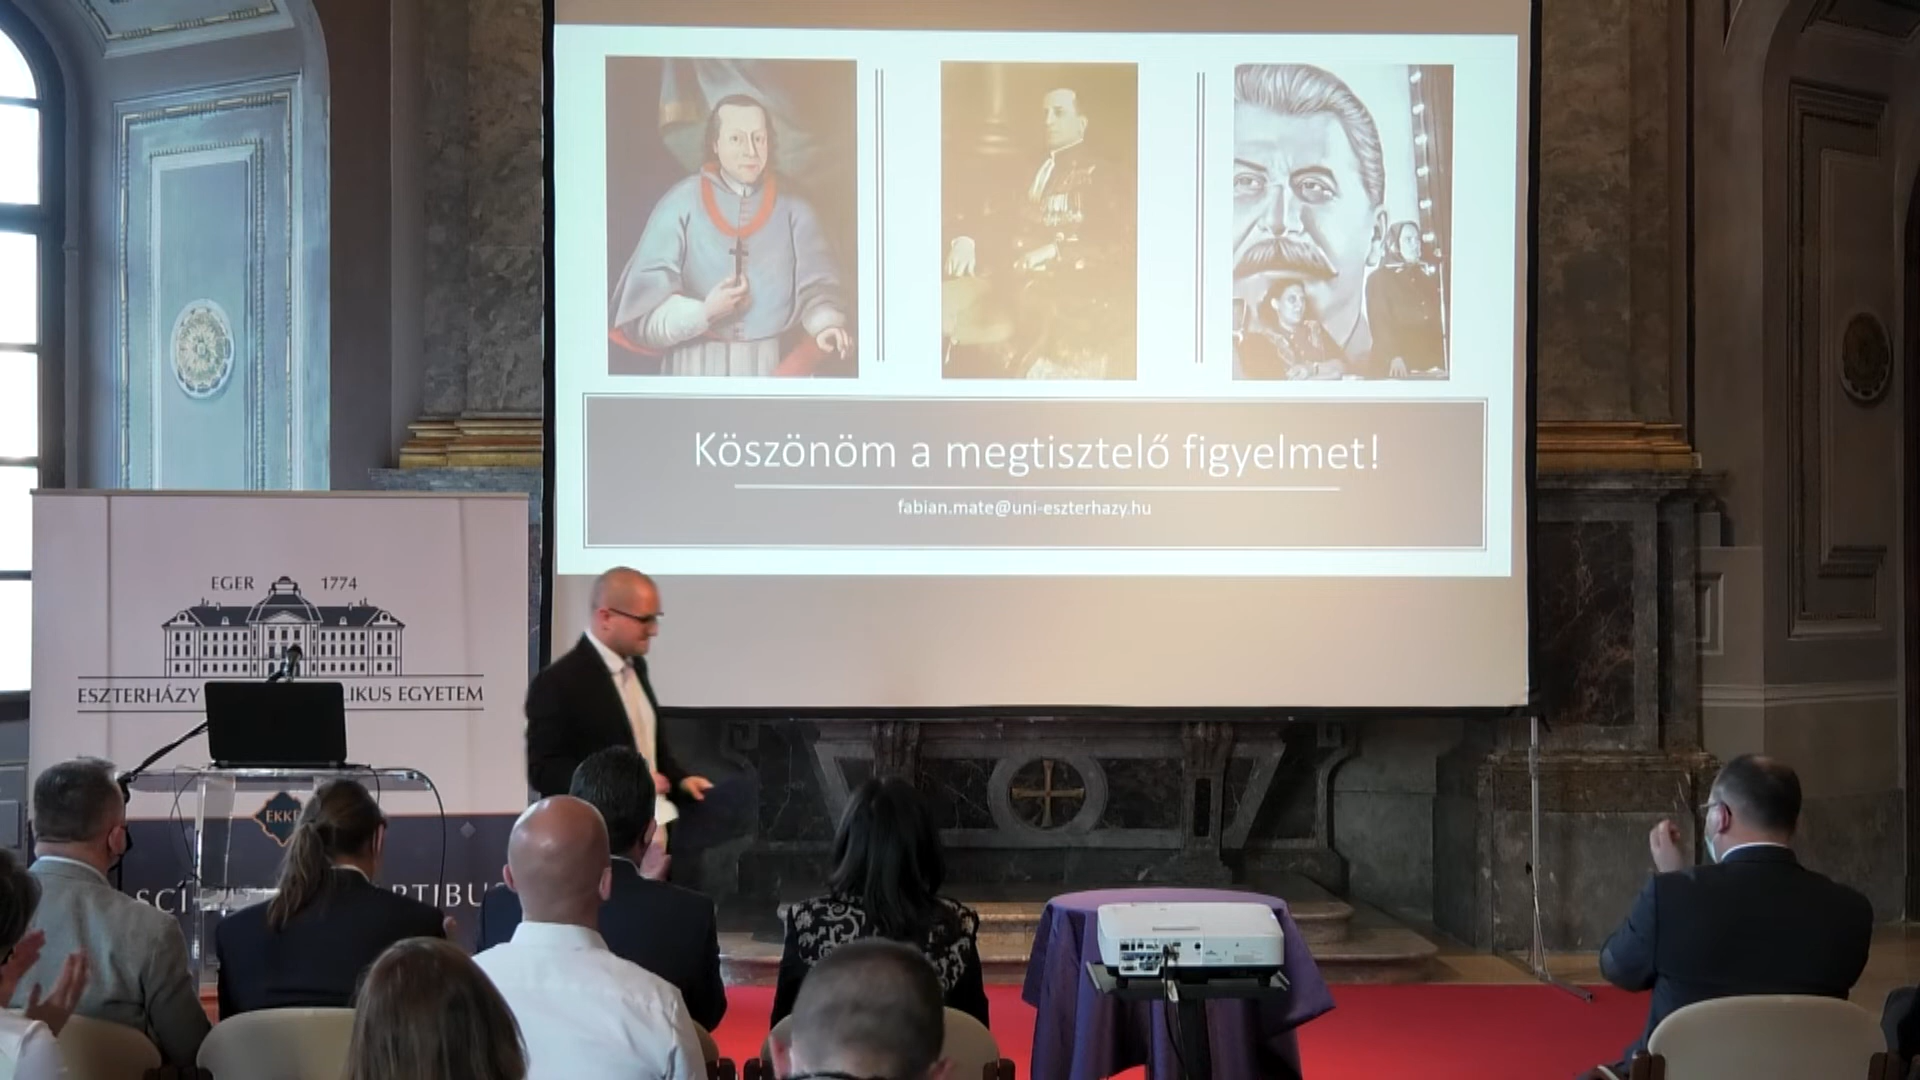 Köszönöm a megtisztelő figyelmet!
fabian.mate@uni-eszterhazy.hu
EGER 1774
ESZTERHÁZY LIKUS EGYETEM
EKKE